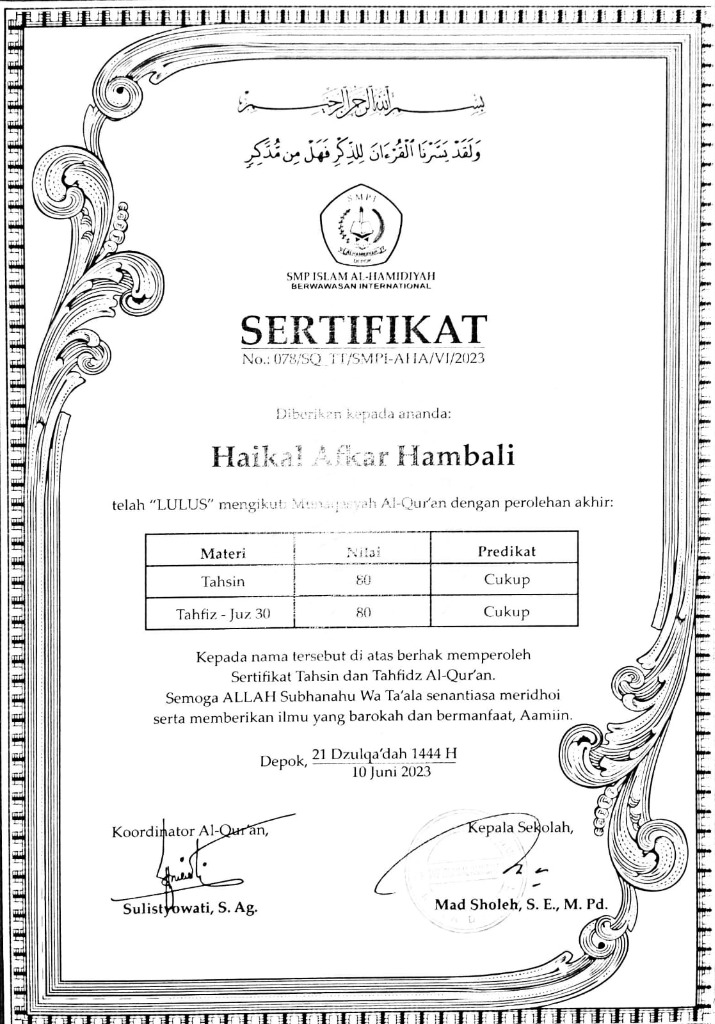 بِسْمِ اللَّهِ الرَّحْمَٰنِ الرَّحِيمِ
وَلَقَدْ يَسَّرْنَا الْقُرْءَانَ لِلذِّكْرِ فَهَلْ مِن مُّدَّكِرٍ
SMPI
DEPOK
SMP ISLAM AL-HAMIDIYAH
BERWAWASAN INTERNATIONAL
SERTIFIKAT
No.: 078/SQ_TT/SMPI-AHA/VI/2023
Diberikan kepada ananda:
Haikal Afkar Hambali
telah “LULUS” mengikuti Munaqasyah Al-Qur’an dengan perolehan akhir:
Materi Nilai Predikat
Tahsin 80 Cukup
Tahfiz - Juz 30 80 Cukup
Kepada nama tersebut di atas berhak memperoleh
Sertifikat Tahsin dan Tahfidz Al-Qur’an.
Semoga ALLAH Subhanahu Wa Ta’ala senantiasa meridhoi
serta memberikan ilmu yang barokah dan bermanfaat, Aamiin.
Depok, 21 Dzulqa’dah 1444 H
10 Juni 2023
Koordinator Al-Qur’an, Kepala Sekolah,
Sulistyowati, S. Ag. Mad Sholeh, S. E., M. Pd.